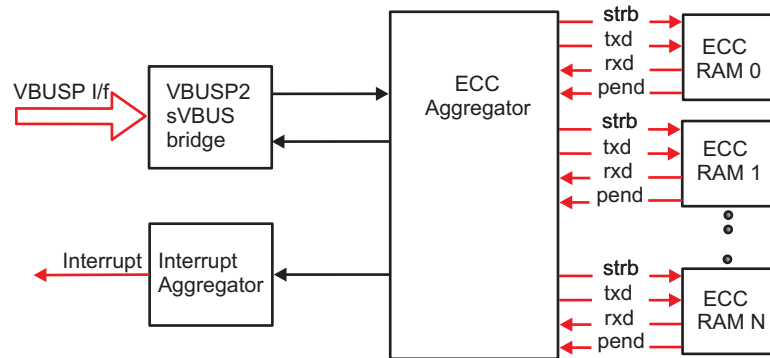 VBUSP I/f
VBUSP2
sVBUS
bridge
ECC
Aggregator
strb
txd
rxd
pend
ECC
RAM 0
strb
txd
rxd
pend
ECC
RAM 1
Interrupt
Interrupt
Aggregator
strb
txd
rxd
pend
ECC
RAM N